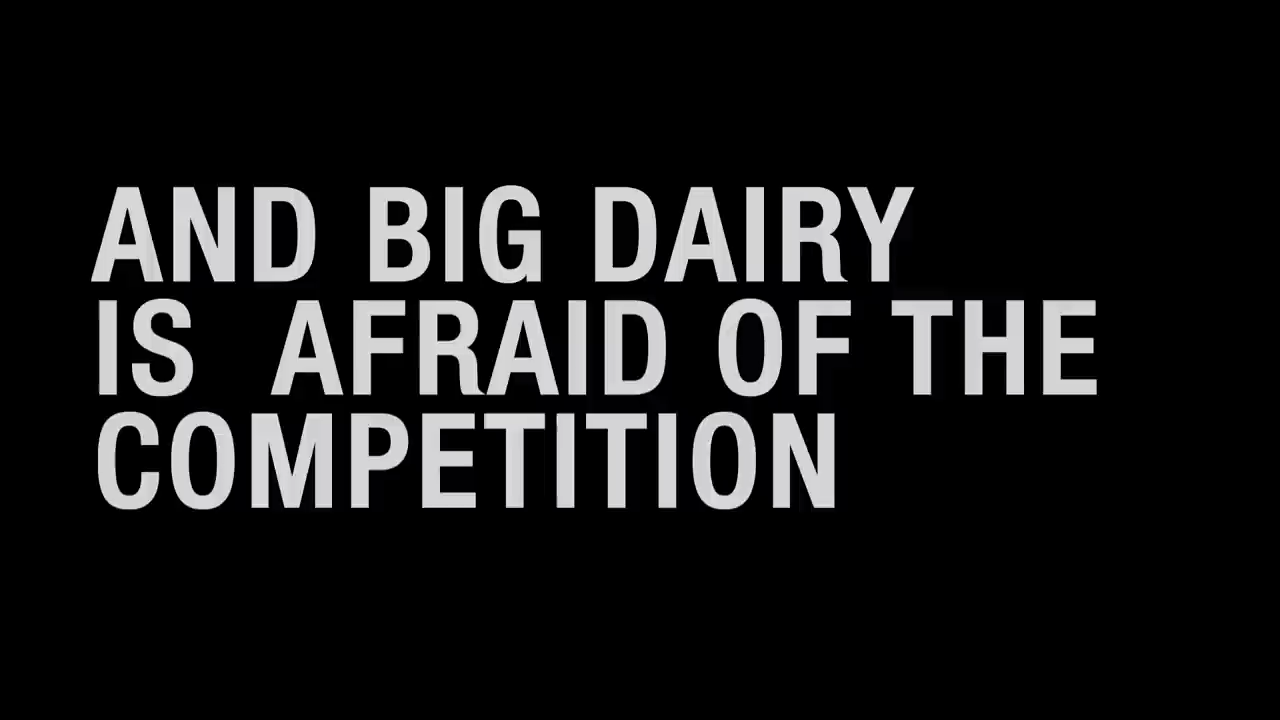 AND BIG DAIRY
IS  AFRAID OF THE
COMPETITION